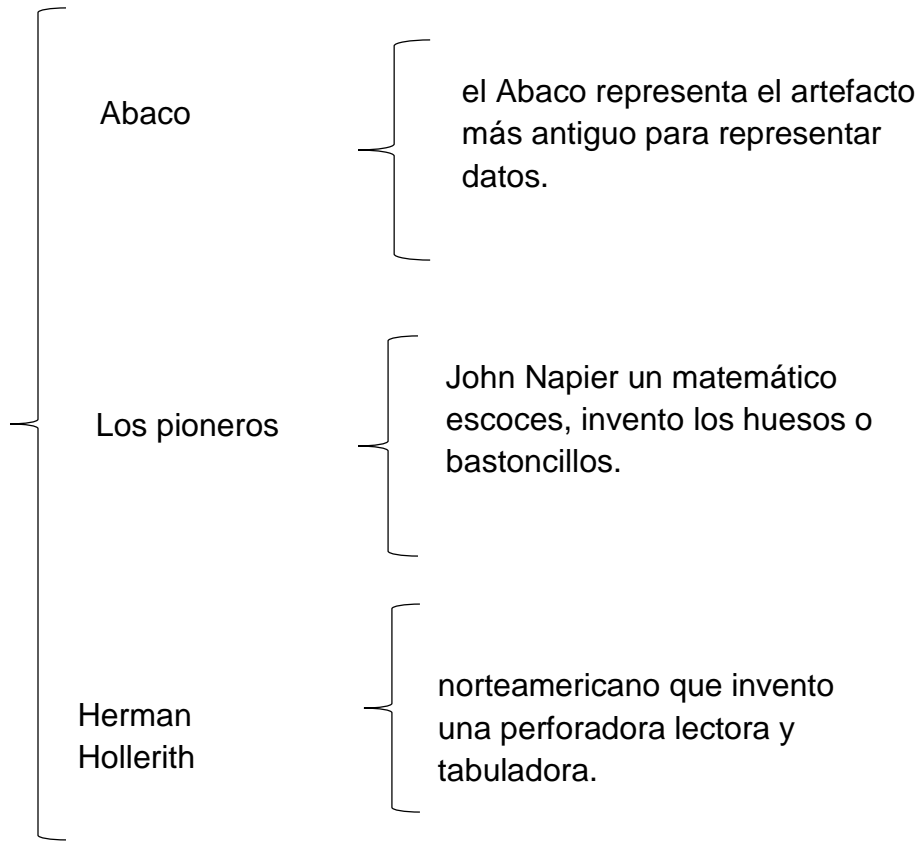 Abaco
el Abaco representa el artefacto
más antiguo para representar
datos.
Los pioneros
John Napier un matemático
escoces, invento los huesos o
bastoncillos.
Herman
Hollerith
norteamericano que invento
una perforadora lectora y
tabuladora.